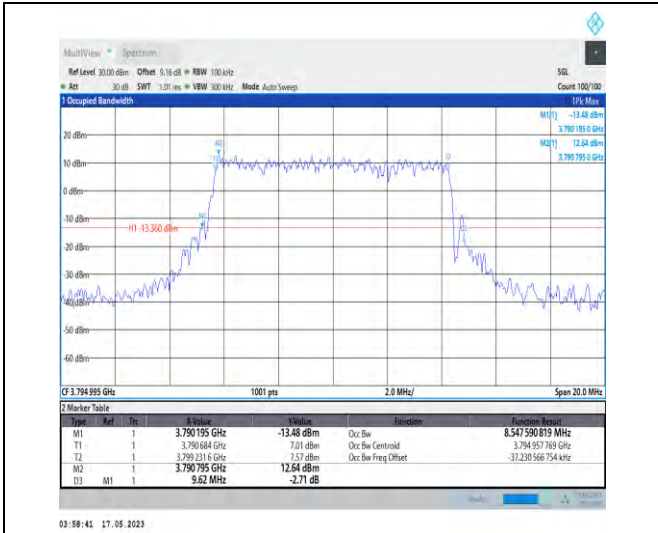 MultiView Spectrum
Ref Level 30.00 dBm Offset 9.16 dB RBW 100 kHz SGL
Att 30 dB SWT 1.01 ms VBW 300 kHz Mode Auto Sweep Count 100/100
1 Occupied Bandwidth 1Pk Max
M1[1] -13.48 dBm
3.790 195 0 GHz
M2[1] 12.64 dBm
3.790 795 0 GHz
20 dBm
10 dBm
0 dBm
-10 dBm
H1 -13.360 dBm
-30 dBm
-40 dBm
-50 dBm
-60 dBm
CF 3.794 995 GHz 1001 pts 2.0 MHz/ Span 20.0 MHz
2 Marker Table
Type Ref Trc X-Value Y-Value Function Function Result
M1 1 3.790195 GHz -13.48 dBm Occ Bw 8.547 590 819 MHz
T1 1 3.790 684 GHz 7.01 dBm Occ Bw Centroid 3.794 957 769 GHz
T2 1 3.799 231 6 GHz 7.57 dBm Occ Bw Freq Offset -37.230 566 754 kHz
M2 1 3.790795 GHz 12.64 dBm
D3 M1 1 9.62 MHz -2.71 dB
03:58:41 17.05.2023